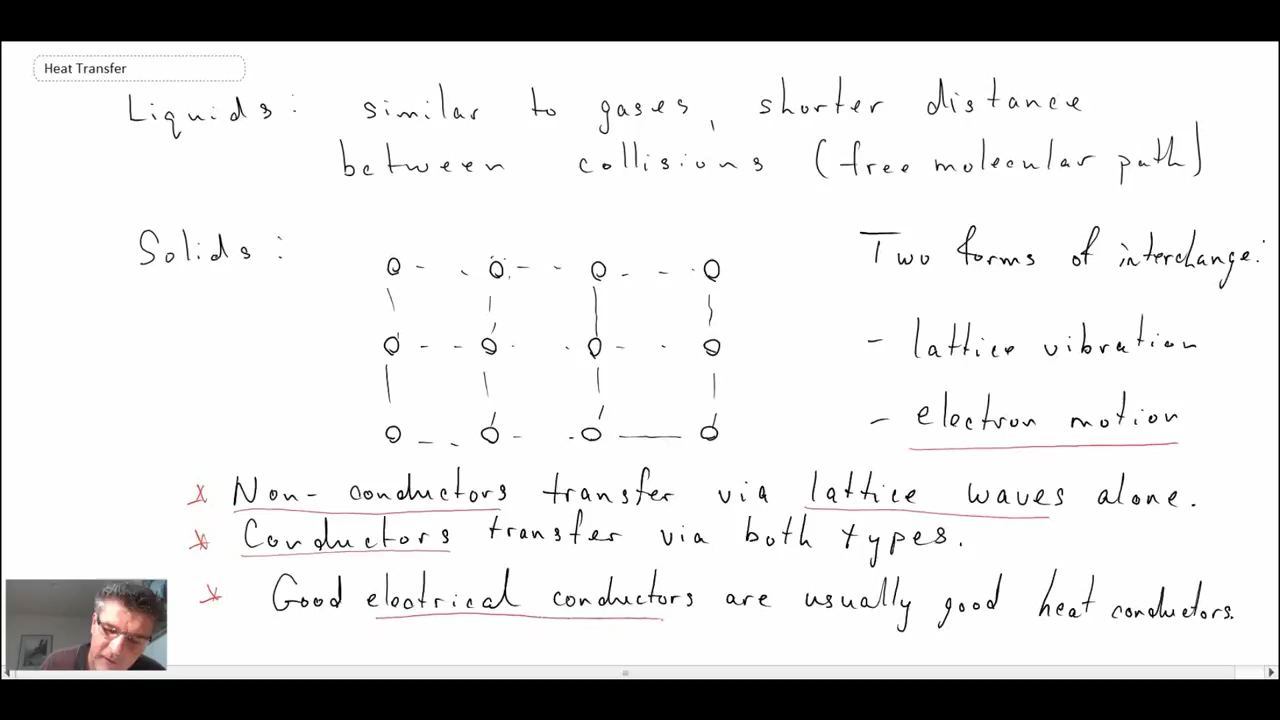 Heat Transfer
Liquids: similar to gases, shorter distance
between collisions (free molecular path)
Solids:
Two forms of interchange:
- lattice vibration
- electron motion
* Non-conductors transfer via lattice waves alone.
* Conductors transfer via both types.
* Good electrical conductors are usually good heat conductors.